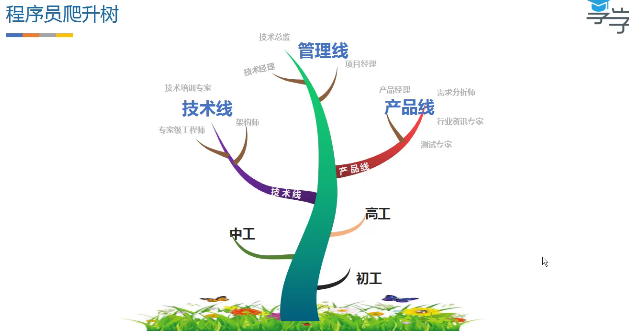 程序员爬升树
技术总监
管理线
技术经理
项目经理
技术培训专家
技术线
专家级工程师
架构师
产品经理
需求分析师
产品线
行业资讯专家
测试专家
技术线
产品线
高工
中工
初工